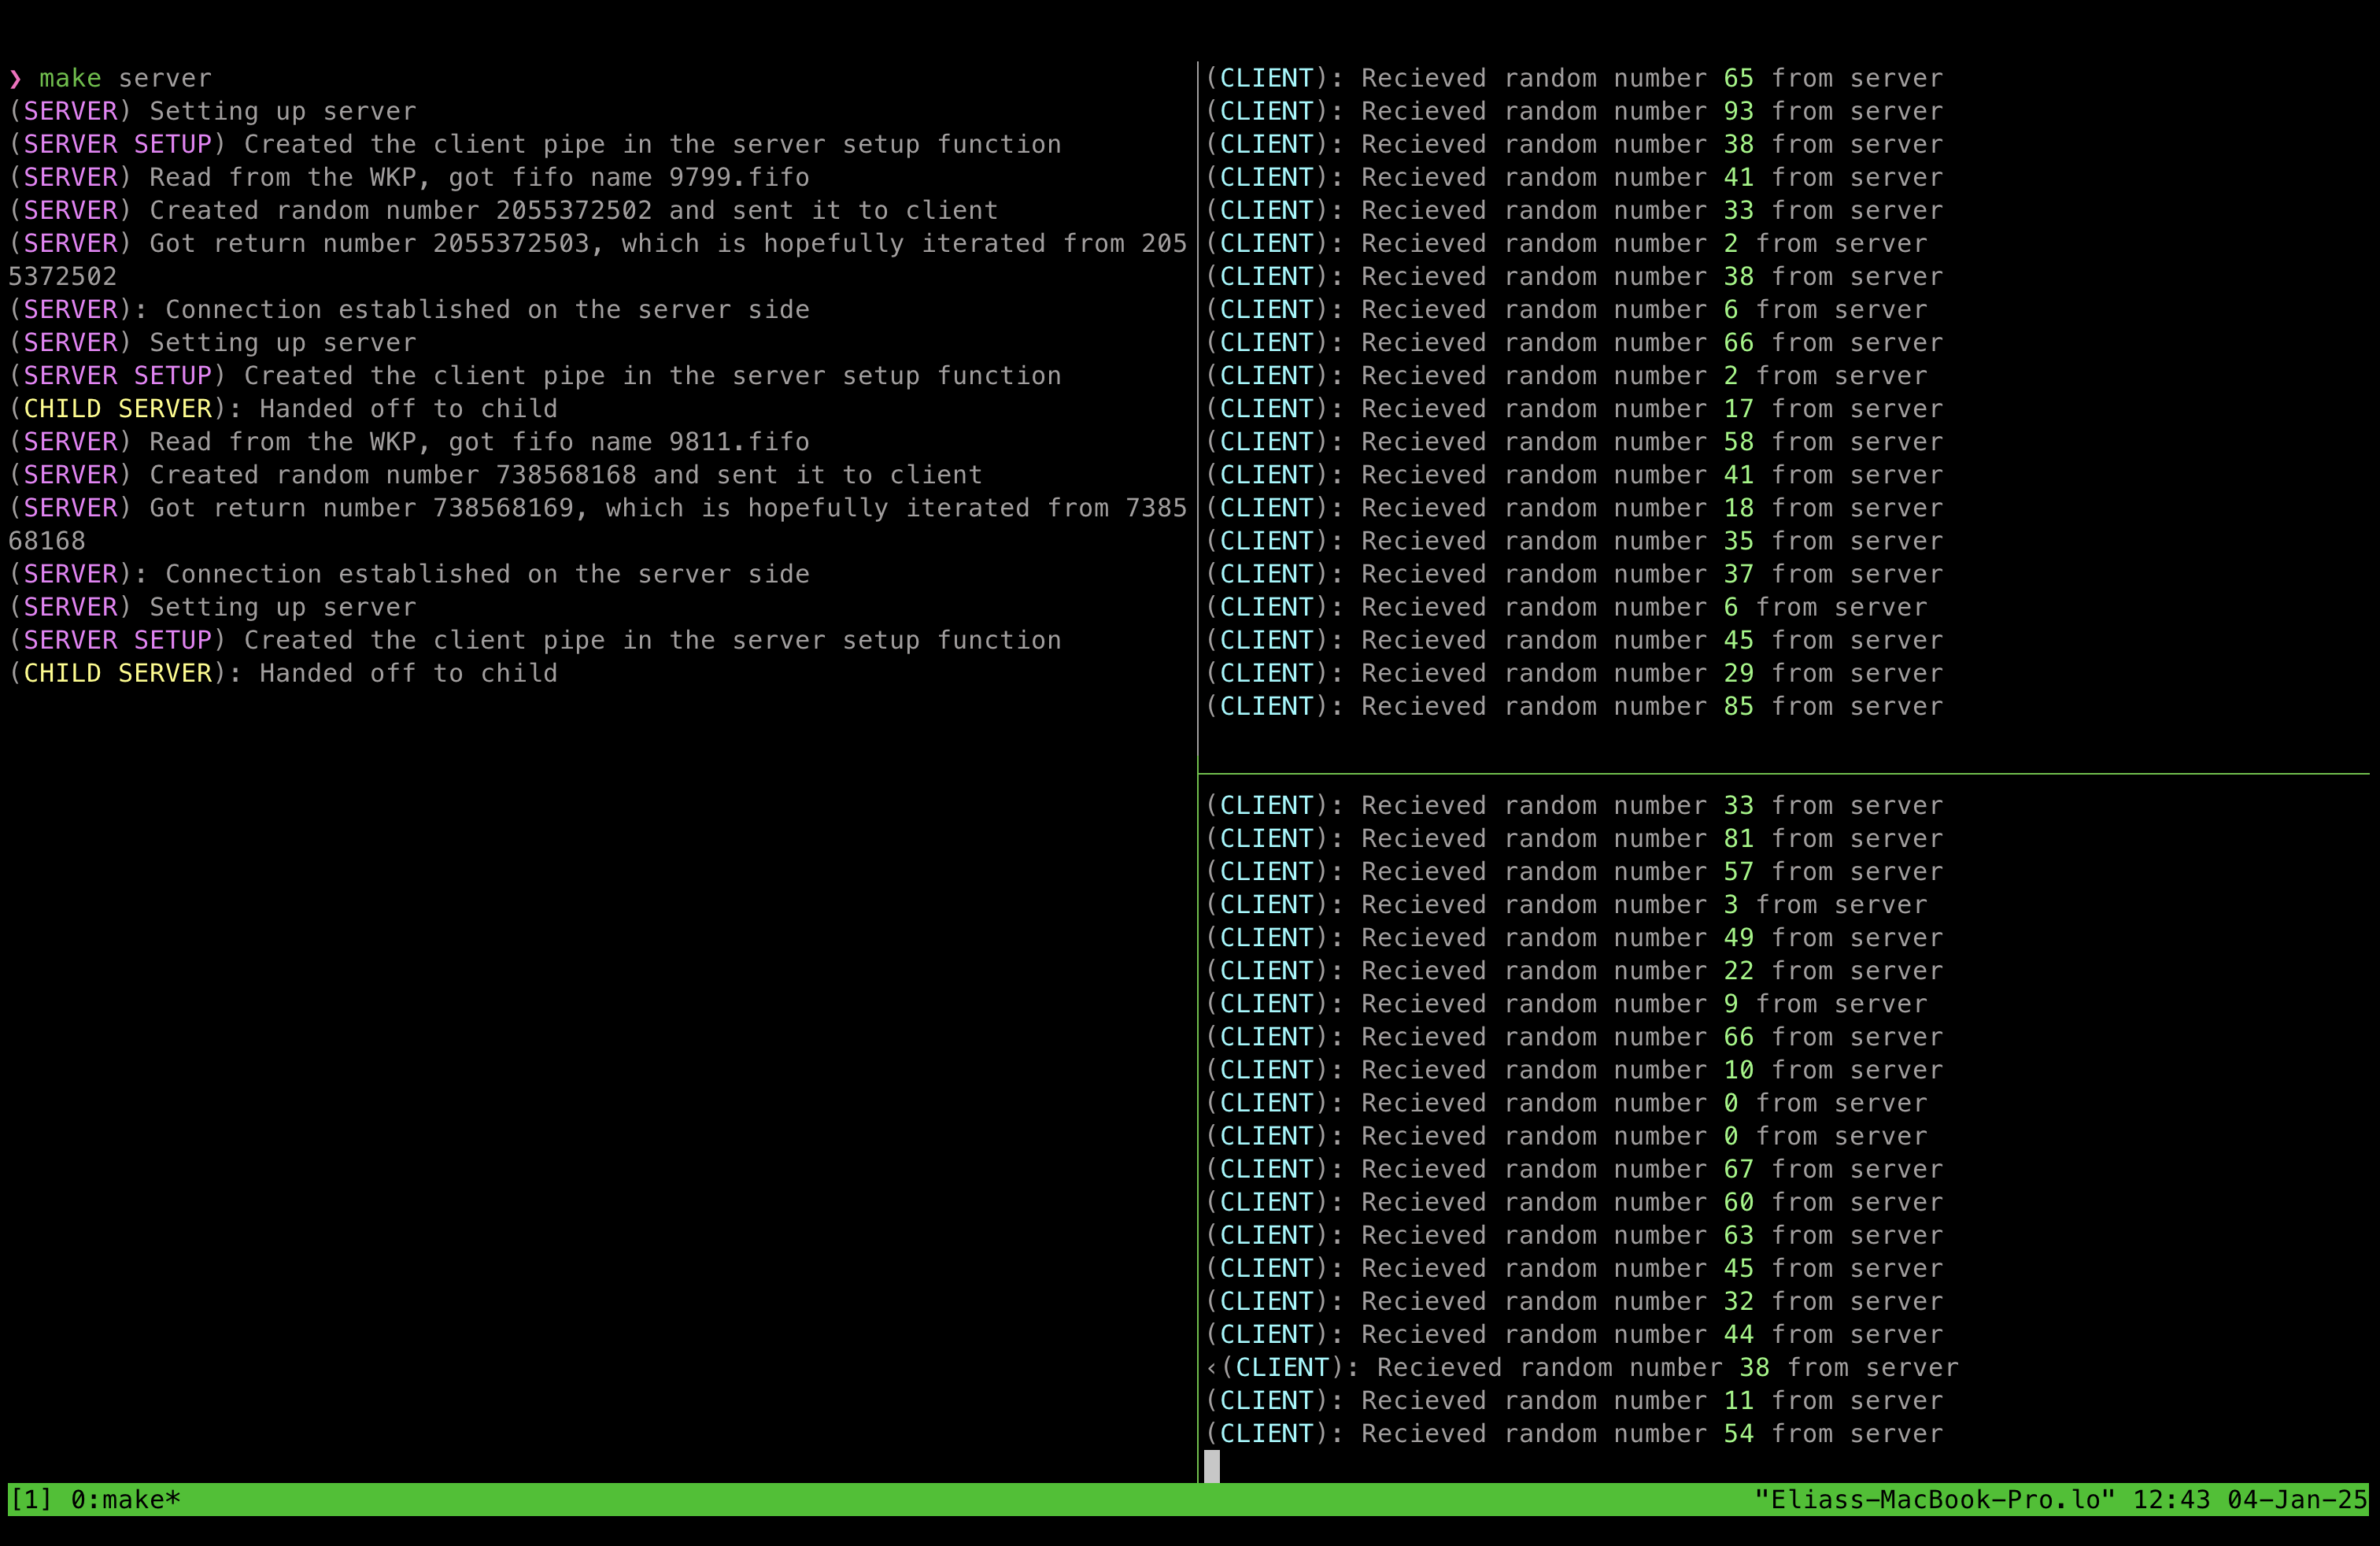 ❯ make server
(SERVER) Setting up server
(SERVER SETUP) Created the client pipe in the server setup function
(SERVER) Read from the WKP, got fifo name 9799.fifo
(SERVER) Created random number 2055372502 and sent it to client
(SERVER) Got return number 2055372503, which is hopefully iterated from 205
5372502
(SERVER): Connection established on the server side
(SERVER) Setting up server
(SERVER SETUP) Created the client pipe in the server setup function
(CHILD SERVER): Handed off to child
(SERVER) Read from the WKP, got fifo name 9811.fifo
(SERVER) Created random number 738568168 and sent it to client
(SERVER) Got return number 738568169, which is hopefully iterated from 7385
68168
(SERVER): Connection established on the server side
(SERVER) Setting up server
(SERVER SETUP) Created the client pipe in the server setup function
(CHILD SERVER): Handed off to child
(CLIENT): Recieved random number 65 from server
(CLIENT): Recieved random number 93 from server
(CLIENT): Recieved random number 38 from server
(CLIENT): Recieved random number 41 from server
(CLIENT): Recieved random number 33 from server
(CLIENT): Recieved random number 2 from server
(CLIENT): Recieved random number 38 from server
(CLIENT): Recieved random number 6 from server
(CLIENT): Recieved random number 66 from server
(CLIENT): Recieved random number 2 from server
(CLIENT): Recieved random number 17 from server
(CLIENT): Recieved random number 58 from server
(CLIENT): Recieved random number 41 from server
(CLIENT): Recieved random number 18 from server
(CLIENT): Recieved random number 35 from server
(CLIENT): Recieved random number 37 from server
(CLIENT): Recieved random number 6 from server
(CLIENT): Recieved random number 45 from server
(CLIENT): Recieved random number 29 from server
(CLIENT): Recieved random number 85 from server
(CLIENT): Recieved random number 33 from server
(CLIENT): Recieved random number 81 from server
(CLIENT): Recieved random number 57 from server
(CLIENT): Recieved random number 3 from server
(CLIENT): Recieved random number 49 from server
(CLIENT): Recieved random number 22 from server
(CLIENT): Recieved random number 9 from server
(CLIENT): Recieved random number 66 from server
(CLIENT): Recieved random number 10 from server
(CLIENT): Recieved random number 0 from server
(CLIENT): Recieved random number 0 from server
(CLIENT): Recieved random number 67 from server
(CLIENT): Recieved random number 60 from server
(CLIENT): Recieved random number 63 from server
(CLIENT): Recieved random number 45 from server
(CLIENT): Recieved random number 32 from server
(CLIENT): Recieved random number 44 from server
‹(CLIENT): Recieved random number 38 from server
(CLIENT): Recieved random number 11 from server
(CLIENT): Recieved random number 54 from server
[1] 0:make* "Eliass-MacBook-Pro.lo" 12:43 04-Jan-25